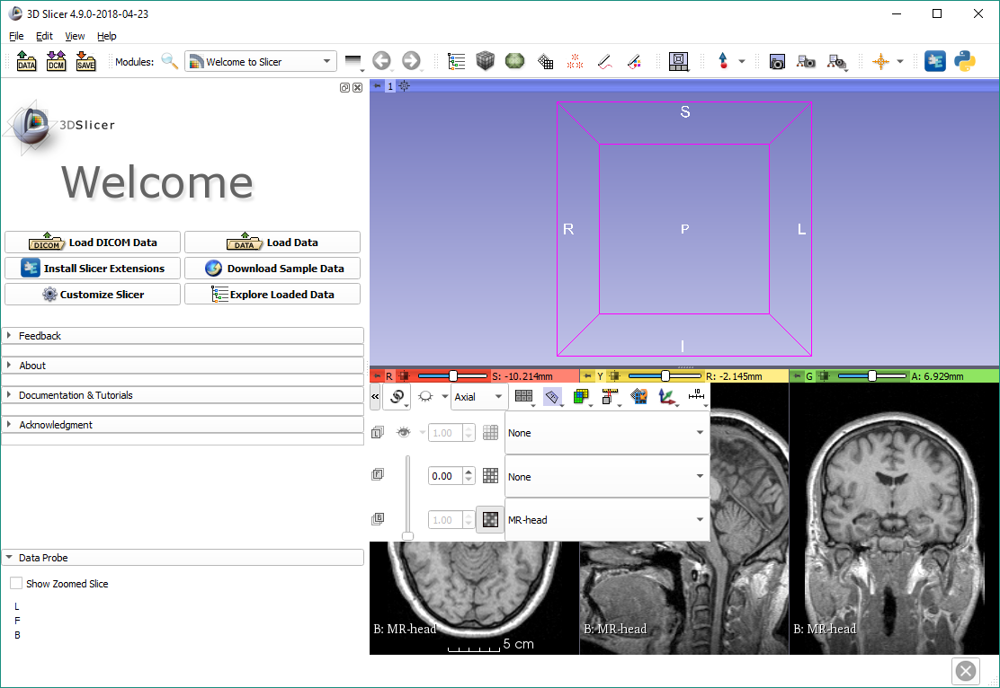 3D Slicer 4.9.0-2018-04-23
File Edit View Help
DATA DCM SAVE Modules: Welcome to Slicer
1
3DSlicer
Welcome
DICOM Load DICOM Data DATA Load Data
Install Slicer Extensions Download Sample Data
Customize Slicer Explore Loaded Data
Feedback
About
Documentation & Tutorials
Acknowledgment
Data Probe
Show Zoomed Slice
L
F
B
S
R P L
I
R S: -10.214mm Y R: -2.145mm G A: 6.929mm
« Axial 10
1.00 None
F 0.00 None
B 1.00 MR-head
B: MR-head B: MR-head B: MR-head
5 cm